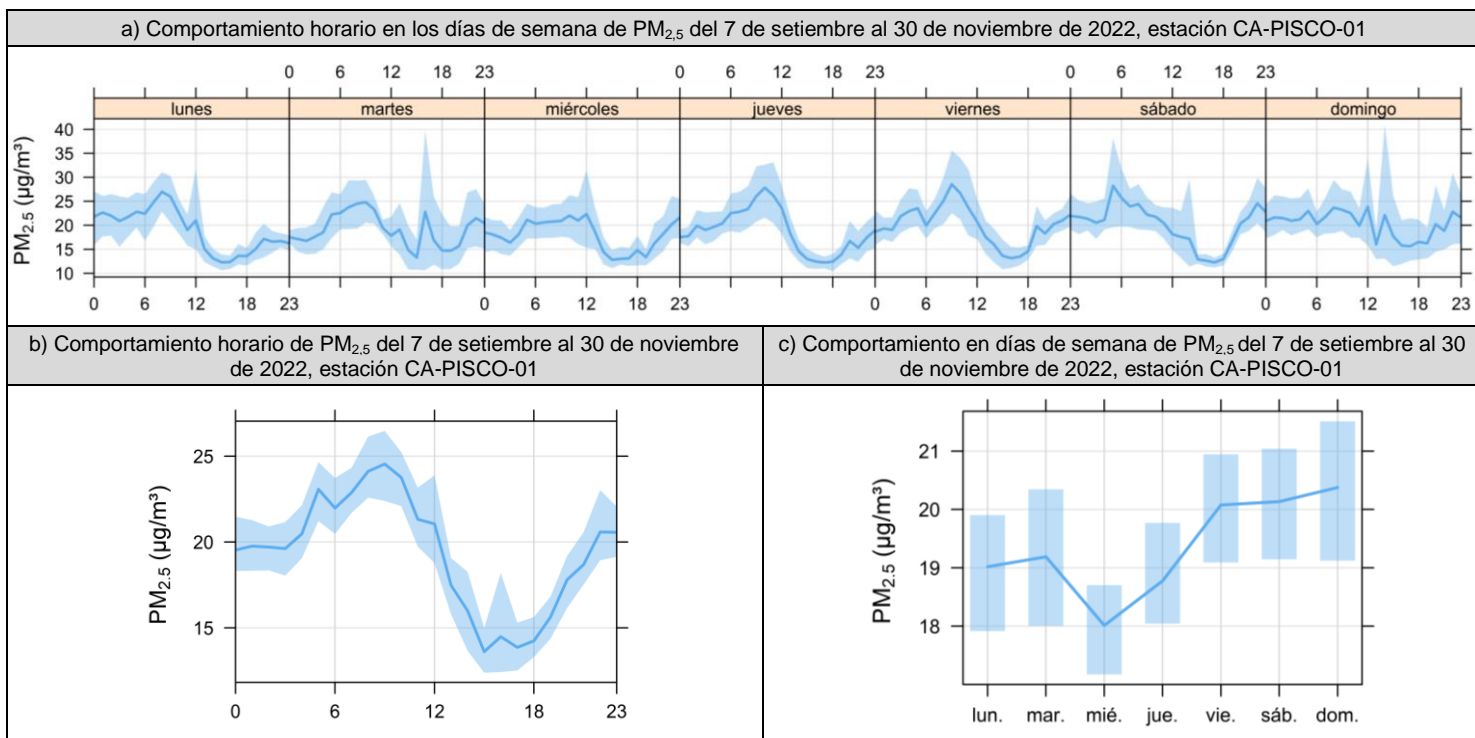 a) Comportamiento horario en los días de semana de PM2,5 del 7 de setiembre al 30 de noviembre de 2022, estación CA-PISCO-01
0 6 12 18 23 0 6 12 18 23 0 6 12 18 23
lunes martes miércoles jueves viernes sábado domingo
PM2.5 (µg/m³)
40
35
30
25
20
15
10
0 6 12 18 23 0 6 12 18 23 0 6 12 18 23 0 6 12 18 23
b) Comportamiento horario de PM2,5 del 7 de setiembre al 30 de noviembre
de 2022, estación CA-PISCO-01
c) Comportamiento en días de semana de PM2,5 del 7 de setiembre al 30
de noviembre de 2022, estación CA-PISCO-01
PM2.5 (µg/m³)
25
20
15
0 6 12 18 23
PM2.5 (µg/m³)
21
20
19
18
lun. mar. mié. jue. vie. sáb. dom.